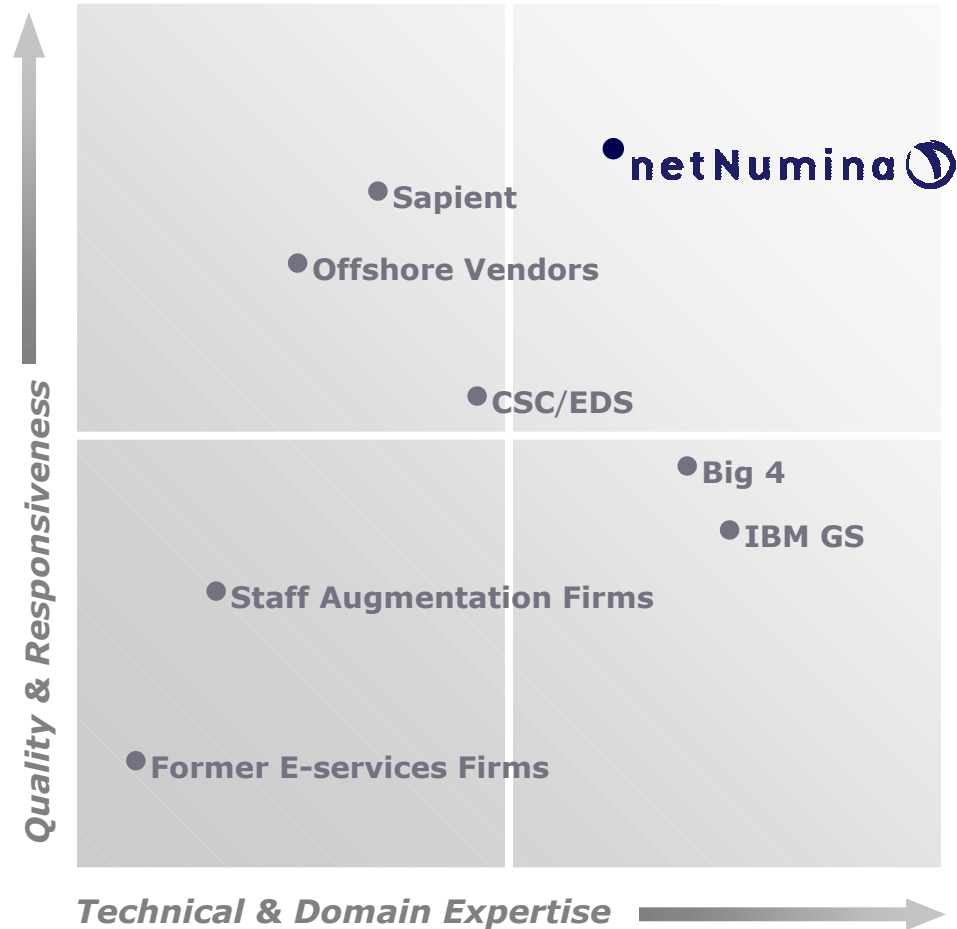 netNumina
Sapient
Offshore Vendors
CSC/EDS
Big 4
IBM GS
Staff Augmentation Firms
Former E-services Firms
Quality & Responsiveness
Technical & Domain Expertise